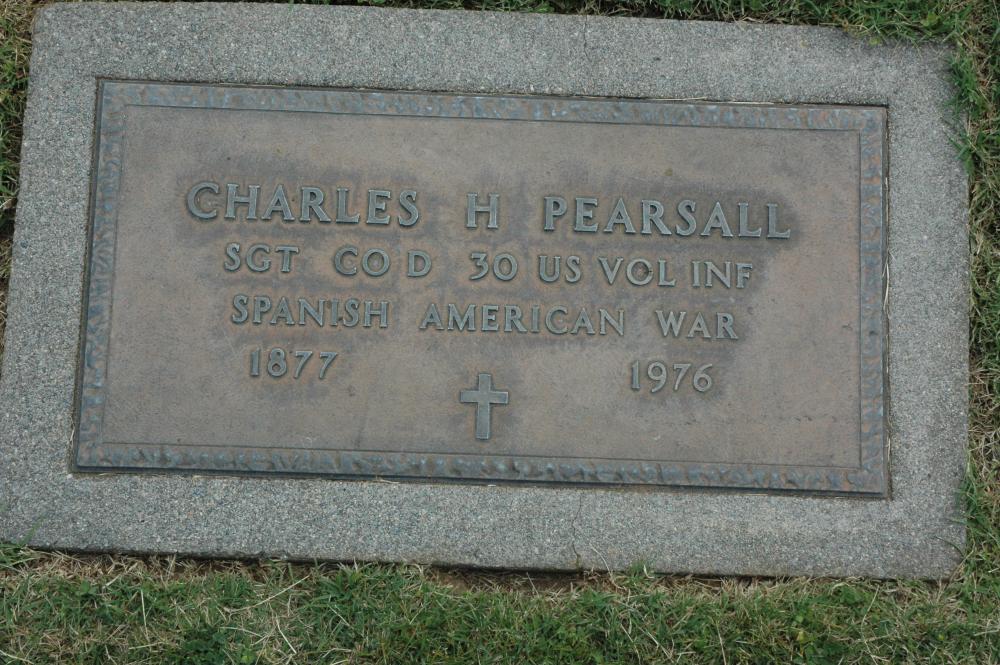 CHARLES H PEARSALL
SGT CO D 30 US VOL INF
SPANISH AMERICAN WAR
1877 1976